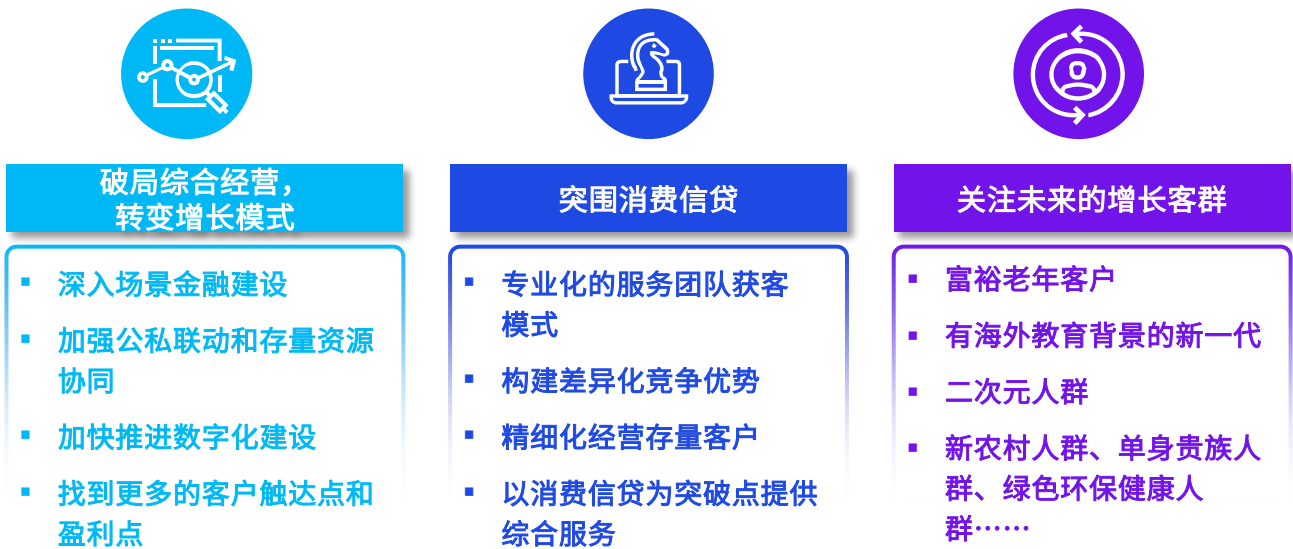 破局综合经营，
转变增长模式
▪ 深入场景金融建设
▪ 加强公私联动和存量资源
协同
▪ 加快推进数字化建设
▪ 找到更多的客户触达点和
盈利点
突围消费信贷
▪ 专业化的服务团队获客
模式
▪ 构建差异化竞争优势
▪ 精细化经营存量客户
▪ 以消费信贷为突破点提供
综合服务
关注未来的增长客群
▪ 富裕老年客户
▪ 有海外教育背景的新一代
▪ 二次元人群
▪ 新农村人群、单身贵族人
群、绿色环保健康人
群……